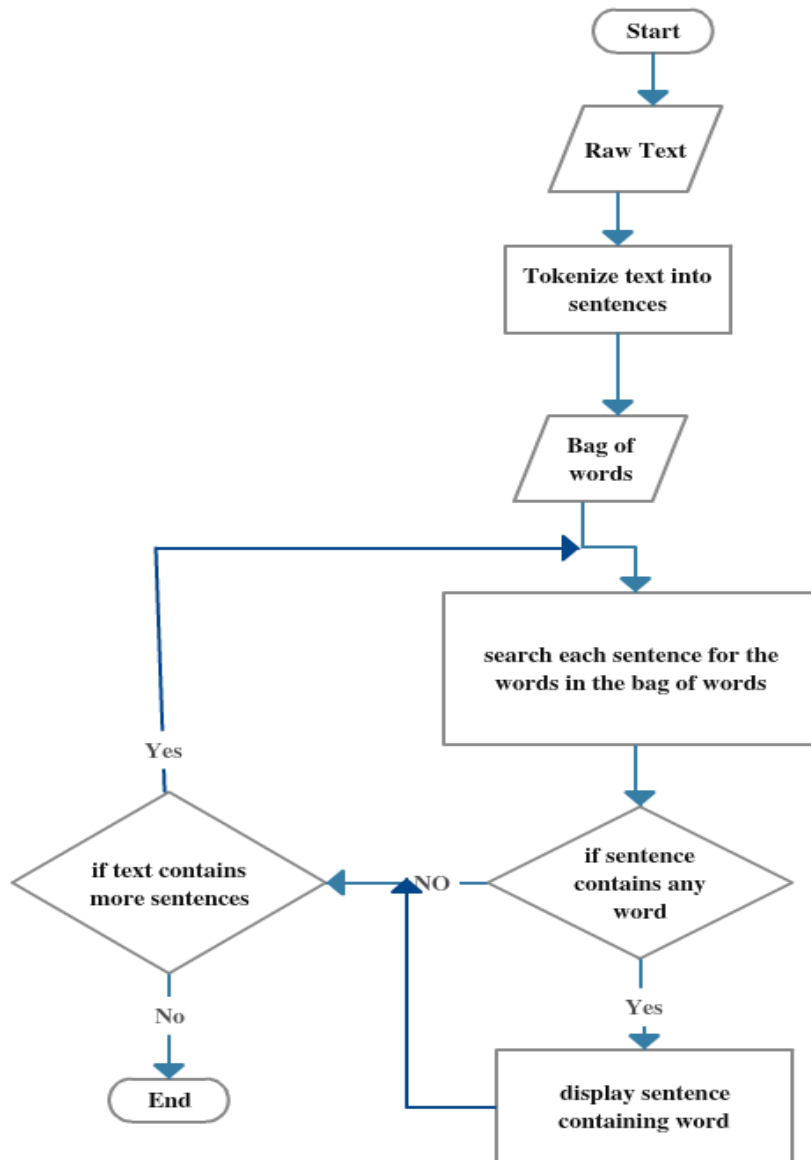 Start
Raw Text
Tokenize text into
sentences
Bag of
words
search each sentence for the
words in the bag of words
Yes
if text contains
more sentences
NO
if sentence
contains any
word
No
Yes
End
display sentence
containing word